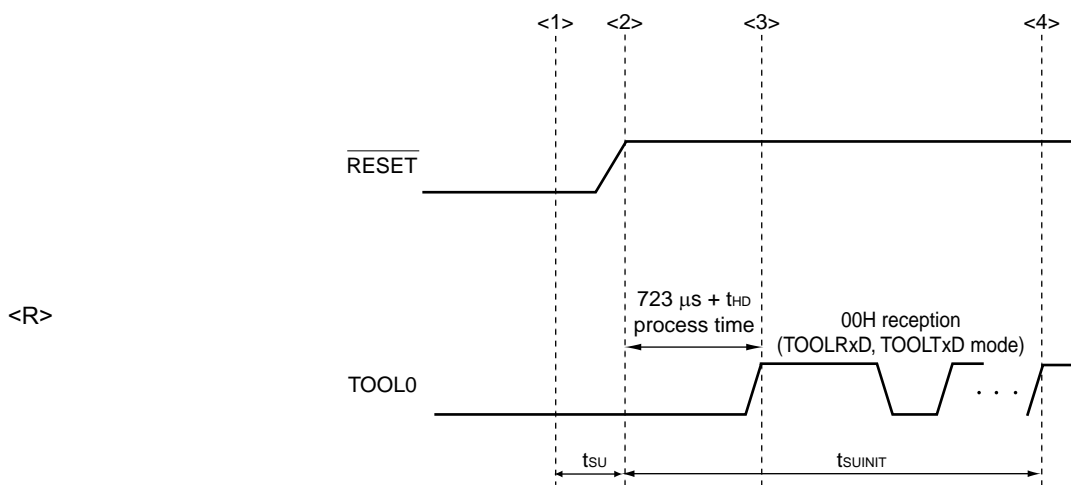 <1> <2> <3> <4>
RESET
<R>
723 μs + tHD
process time
00H reception
(TOOLRxD, TOOLTxD mode)
TOOL0
. . .
tSU
tSUINIT